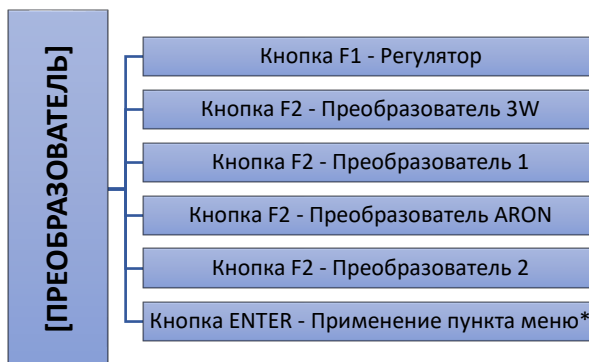 [ПРЕОБРАЗОВАТЕЛЬ]
Кнопка F1 - Регулятор
Кнопка F2 - Преобразователь 3W
Кнопка F2 - Преобразователь 1
Кнопка F2 - Преобразователь ARON
Кнопка F2 - Преобразователь 2
Кнопка ENTER - Применение пункта меню*